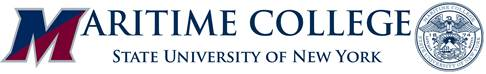 MARITIME COLLEGE
STATE UNIVERSITY OF NEW YORK